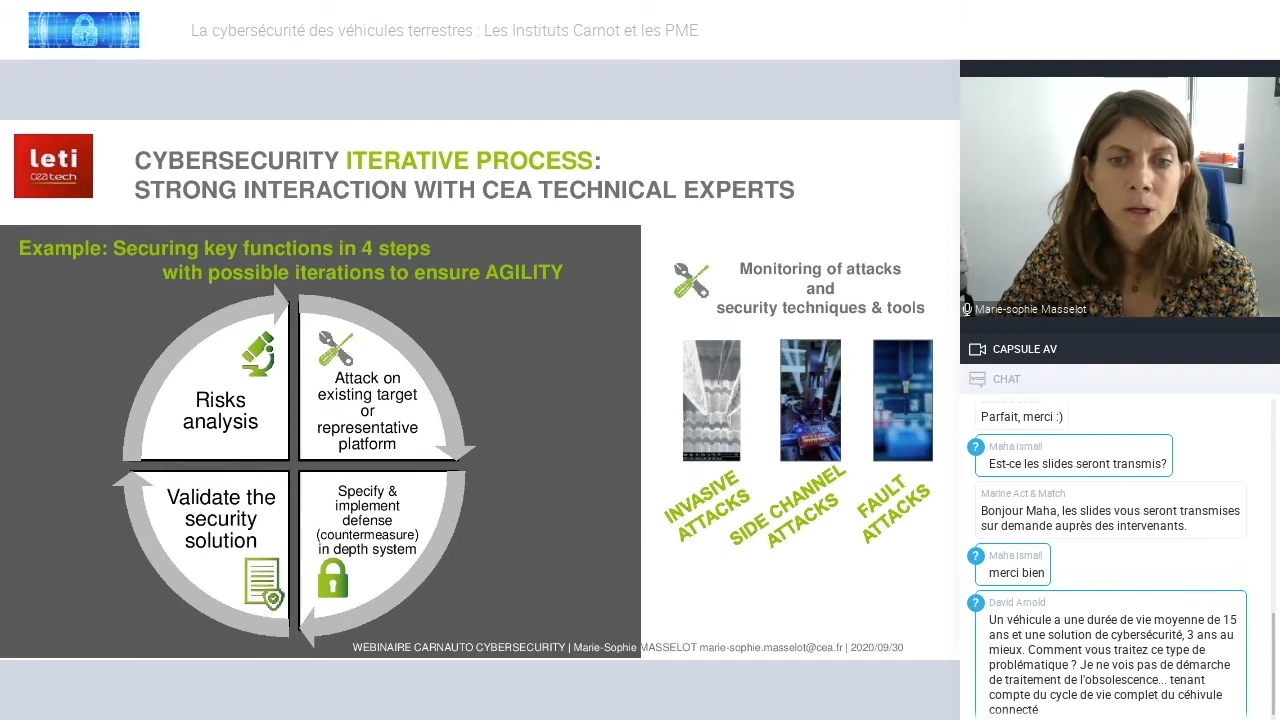 La cybersécurité des véhicules terrestres : Les Instituts Carnot et les PME
leti
ceatech
CYBERSECURITY ITERATIVE PROCESS:
STRONG INTERACTION WITH CEA TECHNICAL EXPERTS
Example: Securing key functions in 4 steps
with possible iterations to ensure AGILITY
Risks
analysis
Attack on
existing target
or
representative
platform
Validate the
security
solution
Specify &
implement
defense
(countermeasure)
in depth system
Monitoring of attacks
and
security techniques & tools
INVASIVE
ATTACKS
SIDE CHANNEL
ATTACKS
FAULT
ATTACKS
WEBINAIRE CARNAUTO CYBERSECURITY | Marie-Sophie MASSELOT marie-sophie.masselot@cea.fr | 2020/09/30
Marie-sophie Masselot
CAPSULE AV
CHAT
Parfait, merci :)
?
Maha ismail
Est-ce les slides seront transmis?
Marine Act & Match
Bonjour Maha, les slides vous seront transmises
sur demande auprès des intervenants.
?
Maha ismail
merci bien
?
David Arnold
Un véhicule a une durée de vie moyenne de 15
ans et une solution de cybersécurité, 3 ans au
mieux. Comment vous traitez ce type de
problématique ? Je ne vois pas de démarche
de traitement de l'obsolescence... tenant
compte du cycle de vie complet du céhivule
connecté